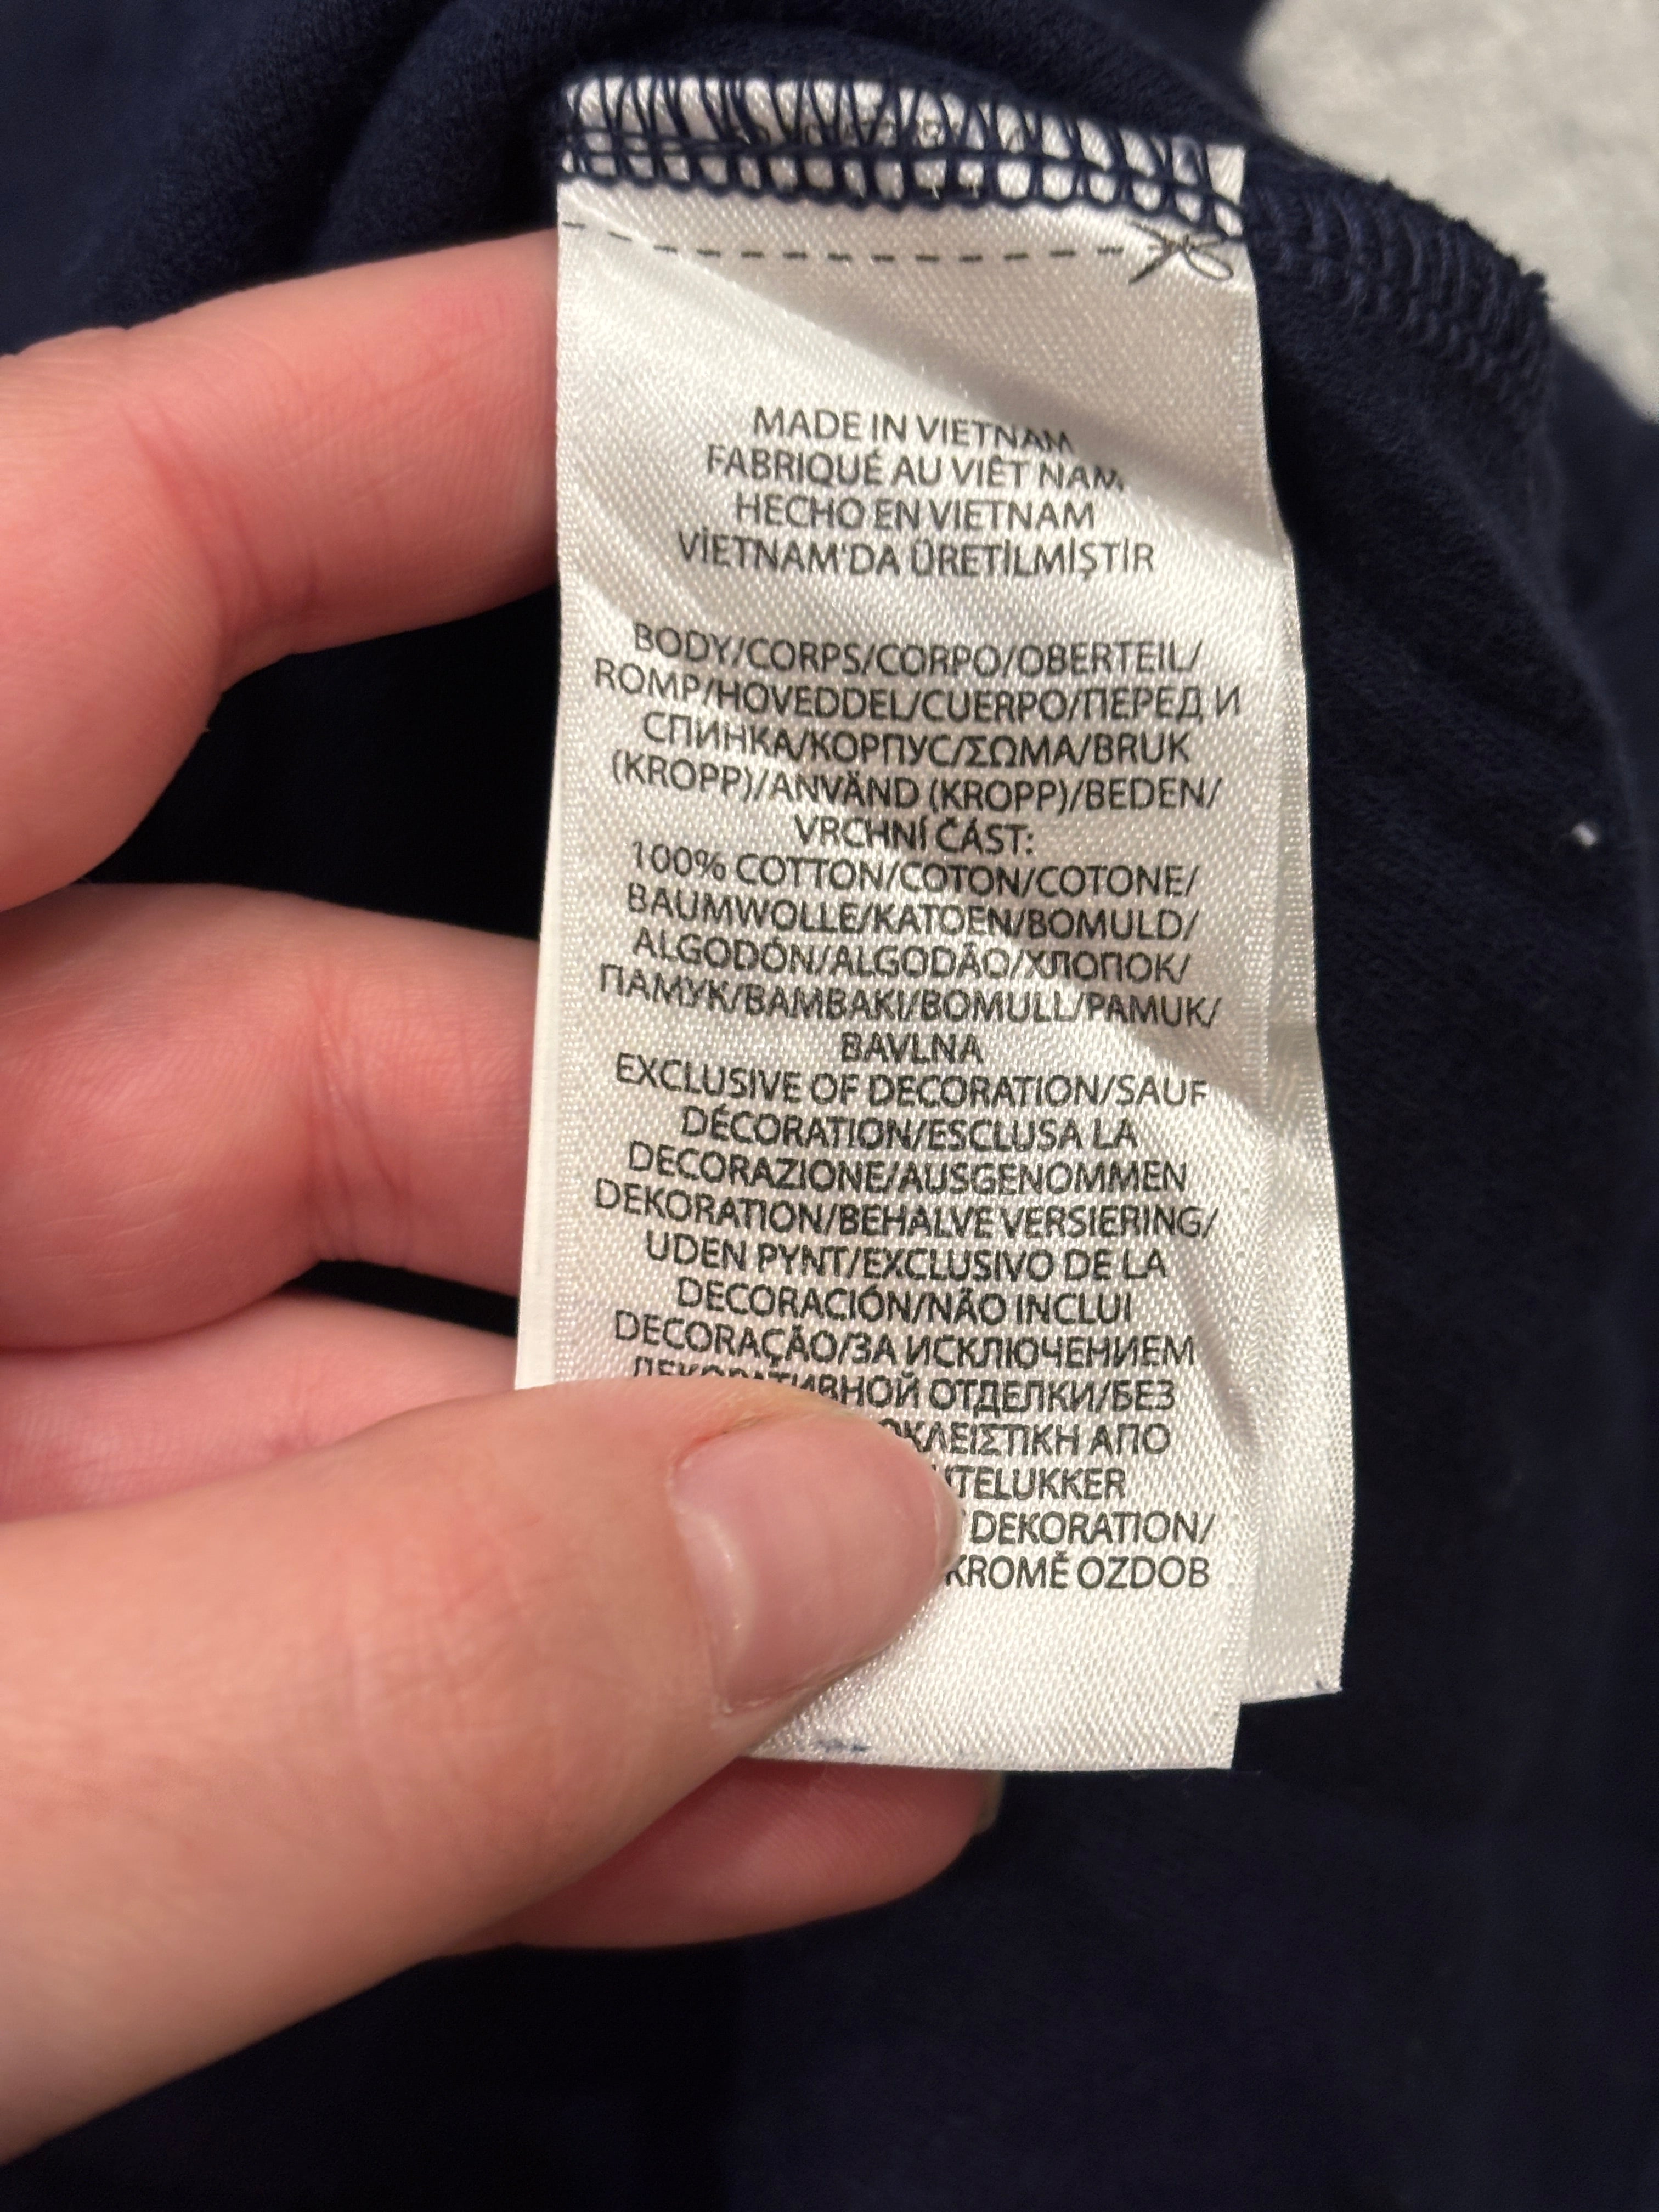 MADE IN VIETNAM
FABRIQUÉ AU VIÊT NAM
HECHO EN VIETNAM
VİETNAM'DA ÜRETİLMİŞTİR
BODY/CORPS/CORPO/OBERTEIL/
ROMP/HOVEDDEL/CUERPO/ПЕРЕД И
СПИНКА/КОРПУС/ΣΩΜΑ/BRUK
(KROPP)/ANVÄND (KROPP)/BEDEN/
VRCHNÍ ČÁST:
100% COTTON/COTON/COTONE/
BAUMWOLLE/KATOEN/BOMULD/
ALGODÓN/ALGODÃO/ХЛОПОК/
ПАМУК/ΒΑΜΒΑΚΙ/BOMULL/PAMUK/
BAVLNA
EXCLUSIVE OF DECORATION/SAUF
DÉCORATION/ESCLUSA LA
DECORAZIONE/AUSGENOMMEN
DEKORATION/BEHALVE VERSIERING/
UDEN PYNT/EXCLUSIVO DE LA
DECORACIÓN/NÃO INCLUI
DECORAÇÃO/ЗА ИСКЛЮЧЕНИЕМ
ДЕКОРАТИВНОЙ ОТДЕЛКИ/БЕЗ
ΑΠΟ
DEKORATION/
KROMĚ OZDOB